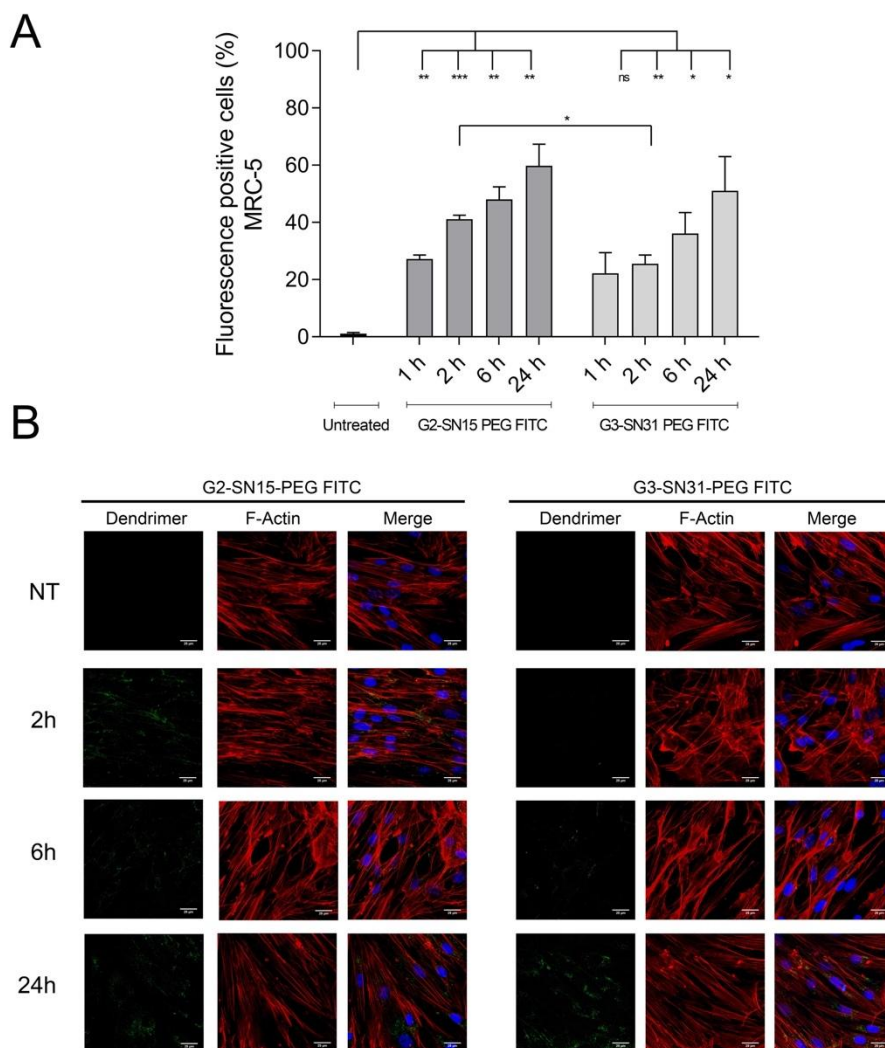 A
Fluorescence positive cells (%)
MRC-5
100
80
60
40
20
0
** *** ** ** ns ** * *
*
1 h 2 h 6 h 24 h 1 h 2 h 6 h 24 h
Untreated G2-SN15 PEG FITC G3-SN31 PEG FITC
B
G2-SN15-PEG FITC G3-SN31-PEG FITC
Dendrimer F-Actin Merge Dendrimer F-Actin Merge
NT
2h
6h
24h